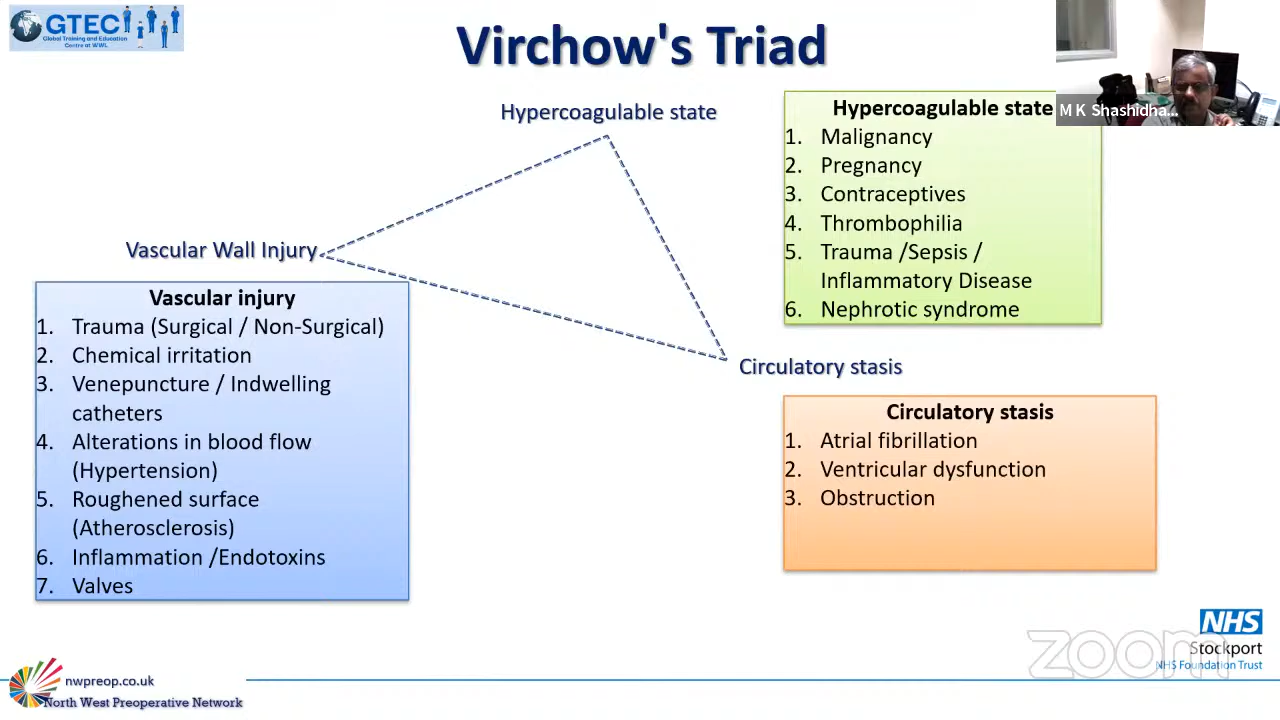 GTEC
Global Training and Education
Centre at WWL
Virchow's Triad
M K Shashidha...
Hypercoagulable state
Vascular Wall Injury
Circulatory stasis
Hypercoagulable state
1. Malignancy
2. Pregnancy
3. Contraceptives
4. Thrombophilia
5. Trauma /Sepsis /
Inflammatory Disease
6. Nephrotic syndrome
Vascular injury
1. Trauma (Surgical / Non-Surgical)
2. Chemical irritation
3. Venepuncture / Indwelling
catheters
4. Alterations in blood flow
(Hypertension)
5. Roughened surface
(Atherosclerosis)
6. Inflammation /Endotoxins
7. Valves
Circulatory stasis
1. Atrial fibrillation
2. Ventricular dysfunction
3. Obstruction
NHS
Stockport
NHS Foundation Trust
zoom
nwpreop.co.uk
North West Preoperative Network